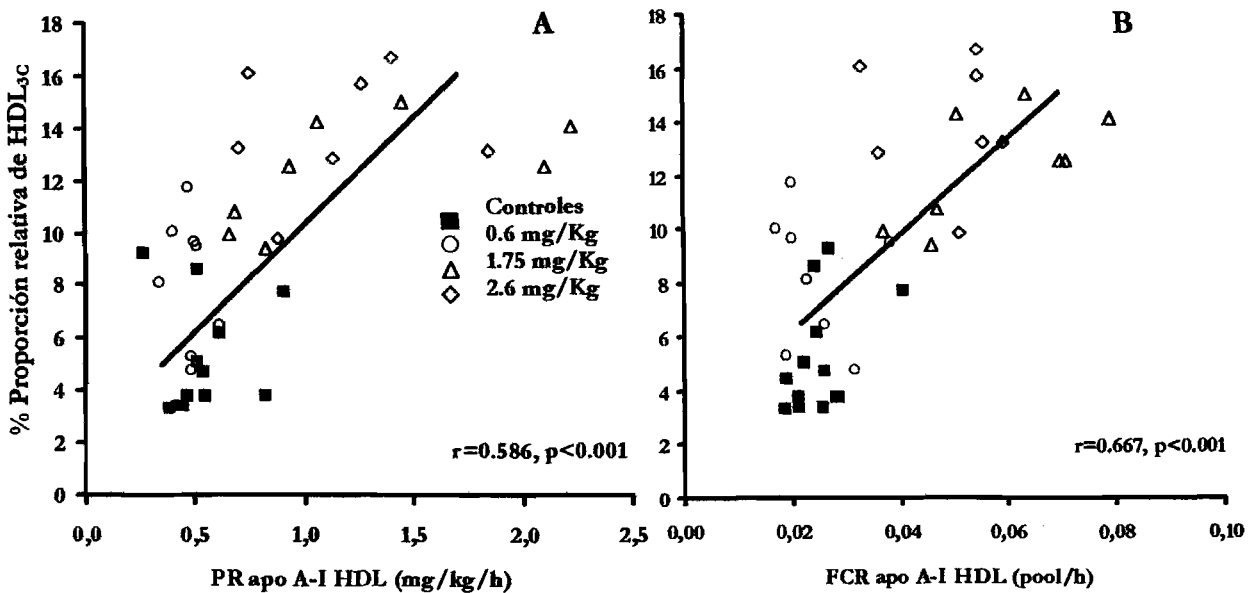 A
% Proporión relativa de HDL3C
18
16
14
12
10
8
6
4
2
0
0,0
0,5
1,0
1,5
2,0
2,5
PR apo A-I HDL (mg/kg/h)
Controles
0.6 mg/Kg
1.75 mg/Kg
2.6 mg/Kg
r=0.586, p<0.001
B
18
16
14
12
10
8
6
4
2
0
0,00
0,02
0,04
0,06
0,08
0,10
FCR apo A-I HDL (pool/h)
r=0.667, p<0.001